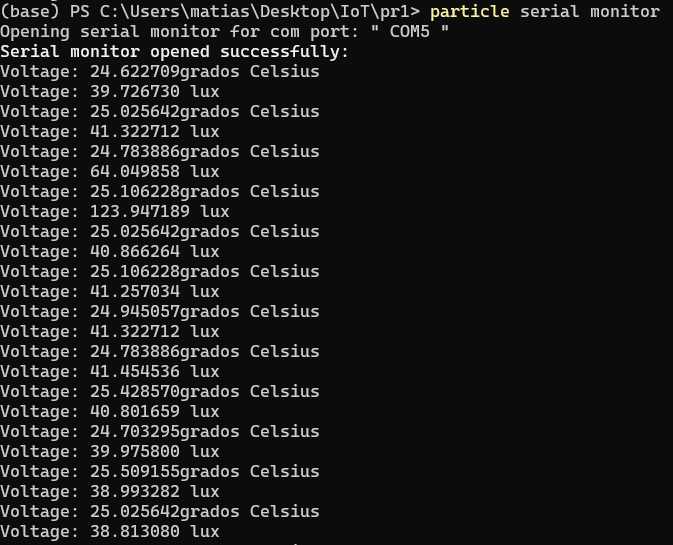 (base) PS C:\Users\matias\Desktop\IoT\pr1> particle serial monitor
Opening serial monitor for com port: " COM5 "
Serial monitor opened successfully:
Voltage: 24.622709grados Celsius
Voltage: 39.726730 lux
Voltage: 25.025642grados Celsius
Voltage: 41.322712 lux
Voltage: 24.783886grados Celsius
Voltage: 64.049858 lux
Voltage: 25.106228grados Celsius
Voltage: 123.947189 lux
Voltage: 25.025642grados Celsius
Voltage: 40.866264 lux
Voltage: 25.106228grados Celsius
Voltage: 41.257034 lux
Voltage: 24.945057grados Celsius
Voltage: 41.322712 lux
Voltage: 24.783886grados Celsius
Voltage: 41.454536 lux
Voltage: 25.428570grados Celsius
Voltage: 40.801659 lux
Voltage: 24.703295grados Celsius
Voltage: 39.975800 lux
Voltage: 25.509155grados Celsius
Voltage: 38.993282 lux
Voltage: 25.025642grados Celsius
Voltage: 38.813080 lux